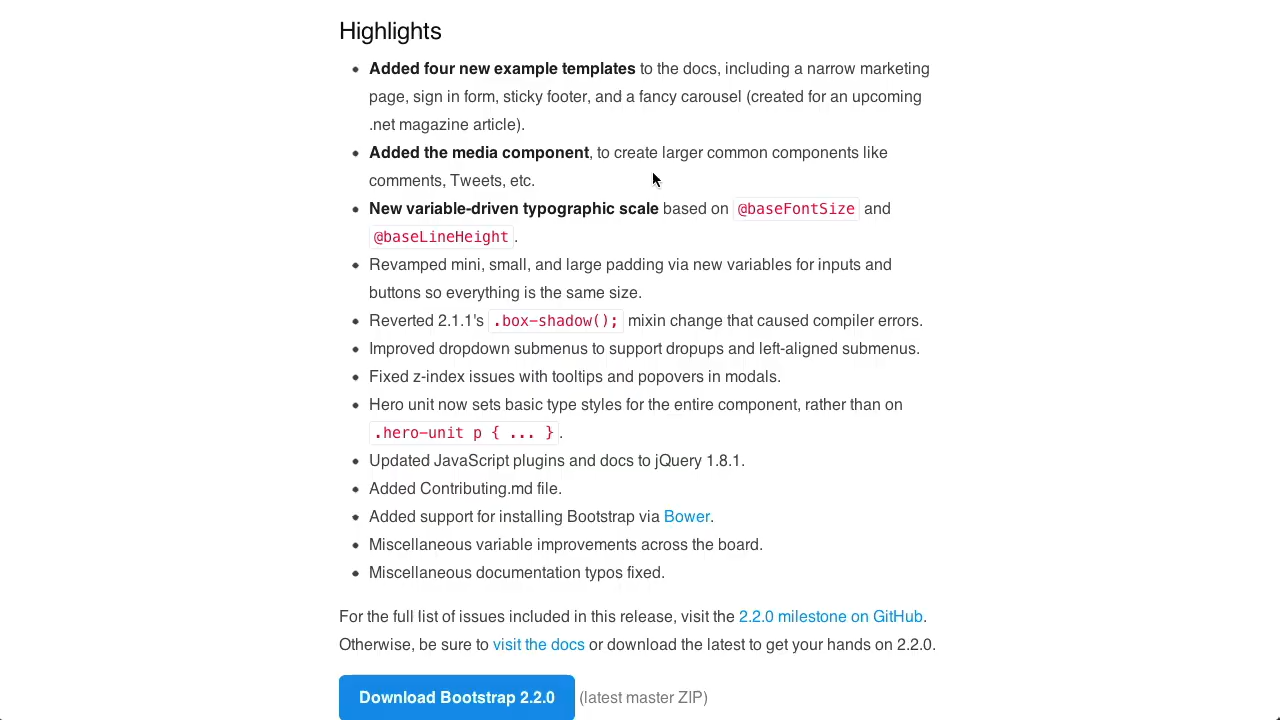 Highlights
Added four new example templates to the docs, including a narrow marketing
page, sign in form, sticky footer, and a fancy carousel (created for an upcoming
.net magazine article).
Added the media component, to create larger common components like
comments, Tweets, etc.
New variable-driven typographic scale based on @baseFontSize and
@baseLineHeight.
Revamped mini, small, and large padding via new variables for inputs and
buttons so everything is the same size.
Reverted 2.1.1's .box-shadow(); mixin change that caused compiler errors.
Improved dropdown submenus to support dropups and left-aligned submenus.
Fixed z-index issues with tooltips and popovers in modals.
Hero unit now sets basic type styles for the entire component, rather than on
.hero-unit p { ... }.
Updated JavaScript plugins and docs to jQuery 1.8.1.
Added Contributing.md file.
Added support for installing Bootstrap via Bower.
Miscellaneous variable improvements across the board.
Miscellaneous documentation typos fixed.
For the full list of issues included in this release, visit the 2.2.0 milestone on GitHub.
Otherwise, be sure to visit the docs or download the latest to get your hands on 2.2.0.
Download Bootstrap 2.2.0 (latest master ZIP)